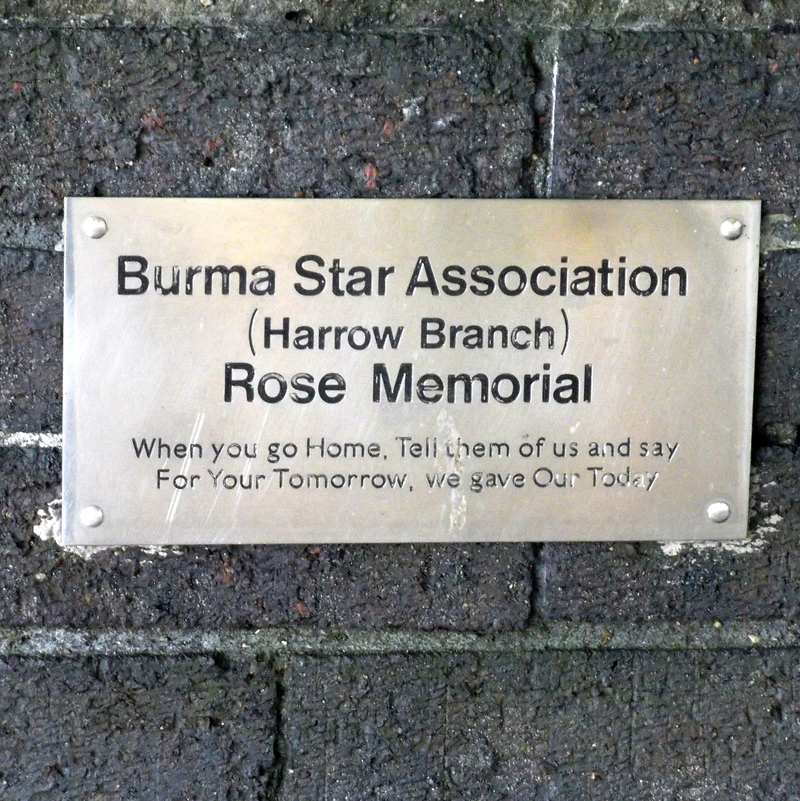 Burma Star Association
(Harrow Branch)
Rose Memorial
When you go Home, Tell them of us and say
For Your Tomorrow, we gave Our Today